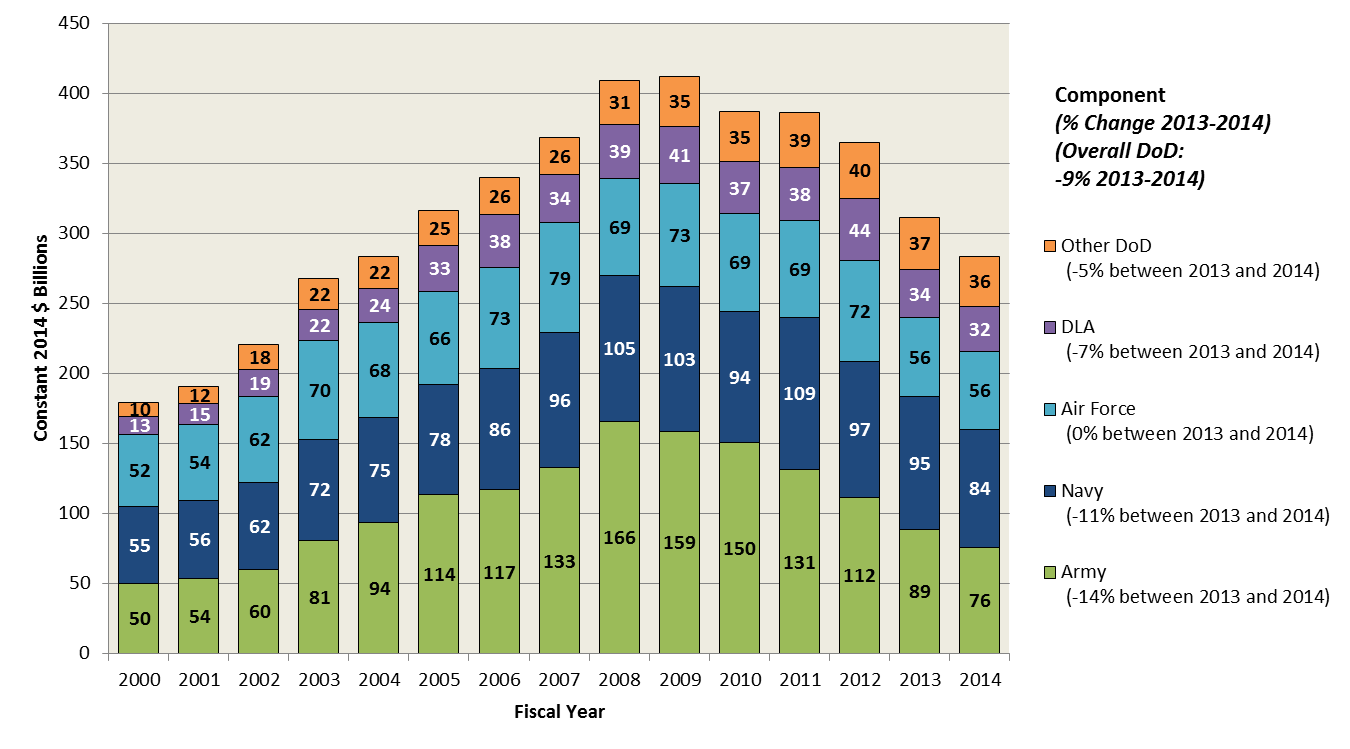 450
400
350
300
250
200
150
100
50
0
Constant 2014 $ Billions
10 12 18 22 22 25 26 26 31 35 35 39 40 37 36
13 15 19 22 24 33 38 34 39 41 37 38 44 34 32
52 54 62 70 68 66 73 79 69 73 69 69 72 56 56
55 56 62 72 75 78 86 96 105 103 94 109 97 95 84
50 54 60 81 94 114 117 133 166 159 150 131 112 89 76
2000 2001 2002 2003 2004 2005 2006 2007 2008 2009 2010 2011 2012 2013 2014
Fiscal Year
Component
(% Change 2013-2014)
(Overall DoD:
-9% 2013-2014)
Other DoD
(-5% between 2013 and 2014)
DLA
(-7% between 2013 and 2014)
Air Force
(0% between 2013 and 2014)
Navy
(-11% between 2013 and 2014)
Army
(-14% between 2013 and 2014)